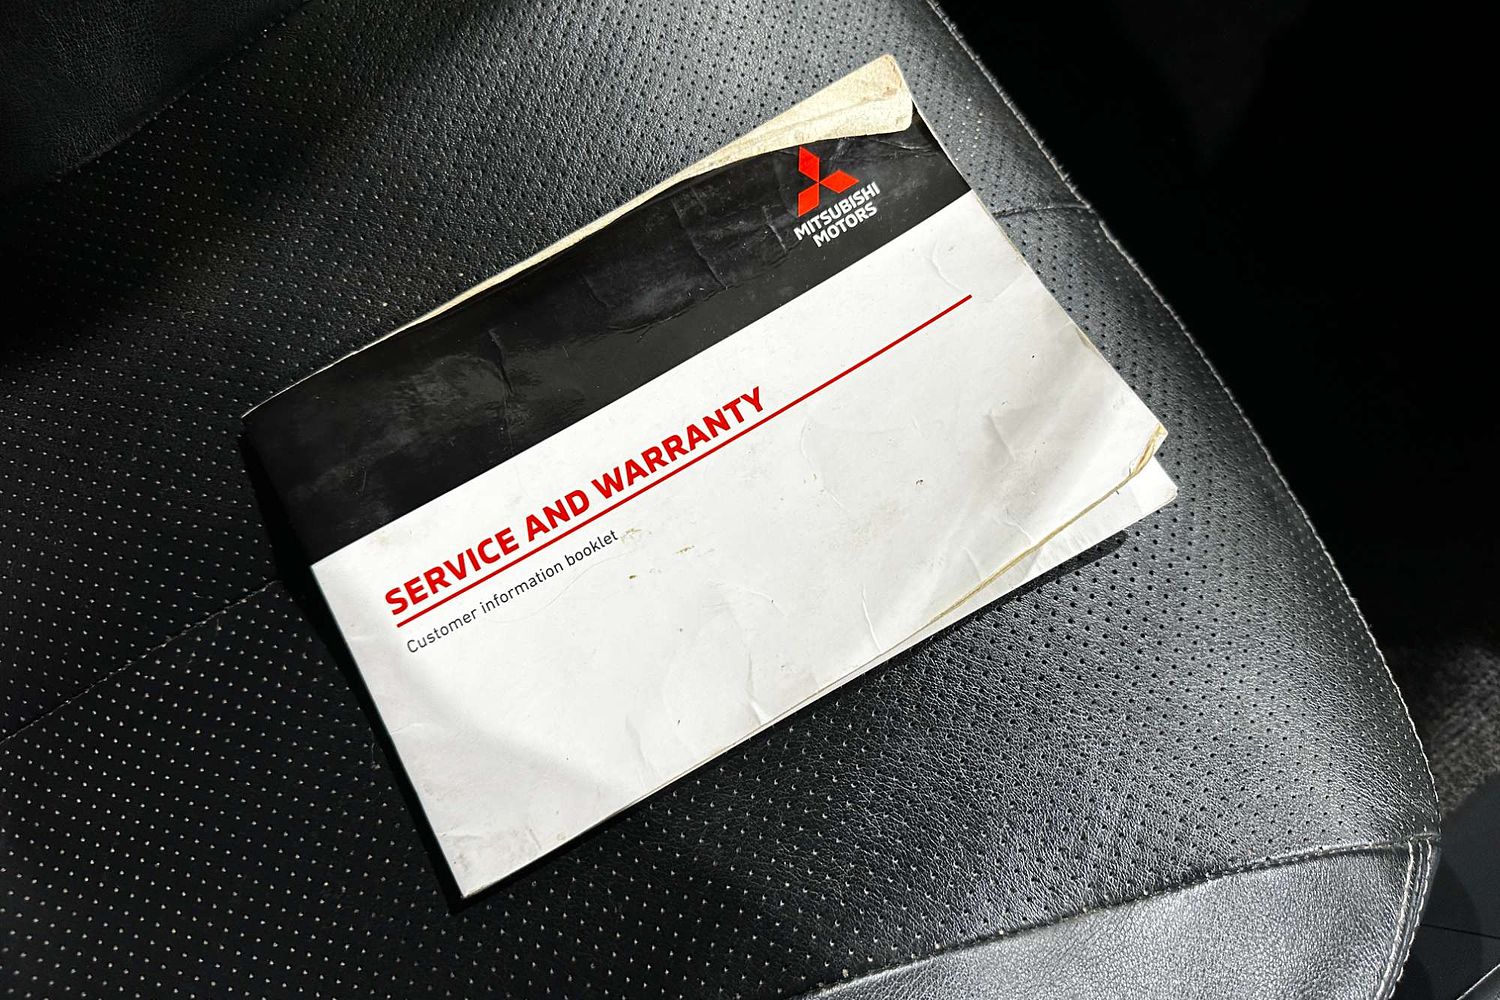 MITSUBISHI
MOTORS
SERVICE AND WARRANTY
Customer information booklet